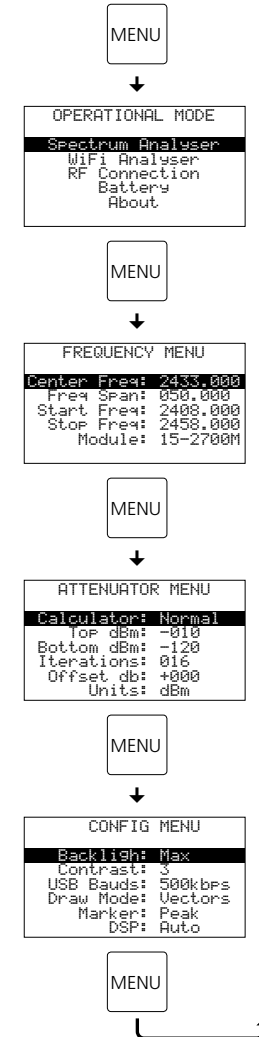 MENU
OPERATIONAL MODE
Spectrum Analyser
WiFi Analyser
RF Connection
Battery
About
MENU
FREQUENCY MENU
Center Freq: 2433.000
Freq Span: 050.000
Start Freq: 2408.000
Stop Freq: 2458.000
Module: 15-2700M
MENU
ATTENUATOR MENU
Calculator: Normal
Top dBm: -010
Bottom dBm: -120
Iterations: 016
Offset db: +000
Units: dBm
MENU
CONFIG MENU
Backligh: Max
Contrast: 3
USB Bauds: 500kbps
Draw Mode: Vectors
Marker: Peak
DSP: Auto
MENU